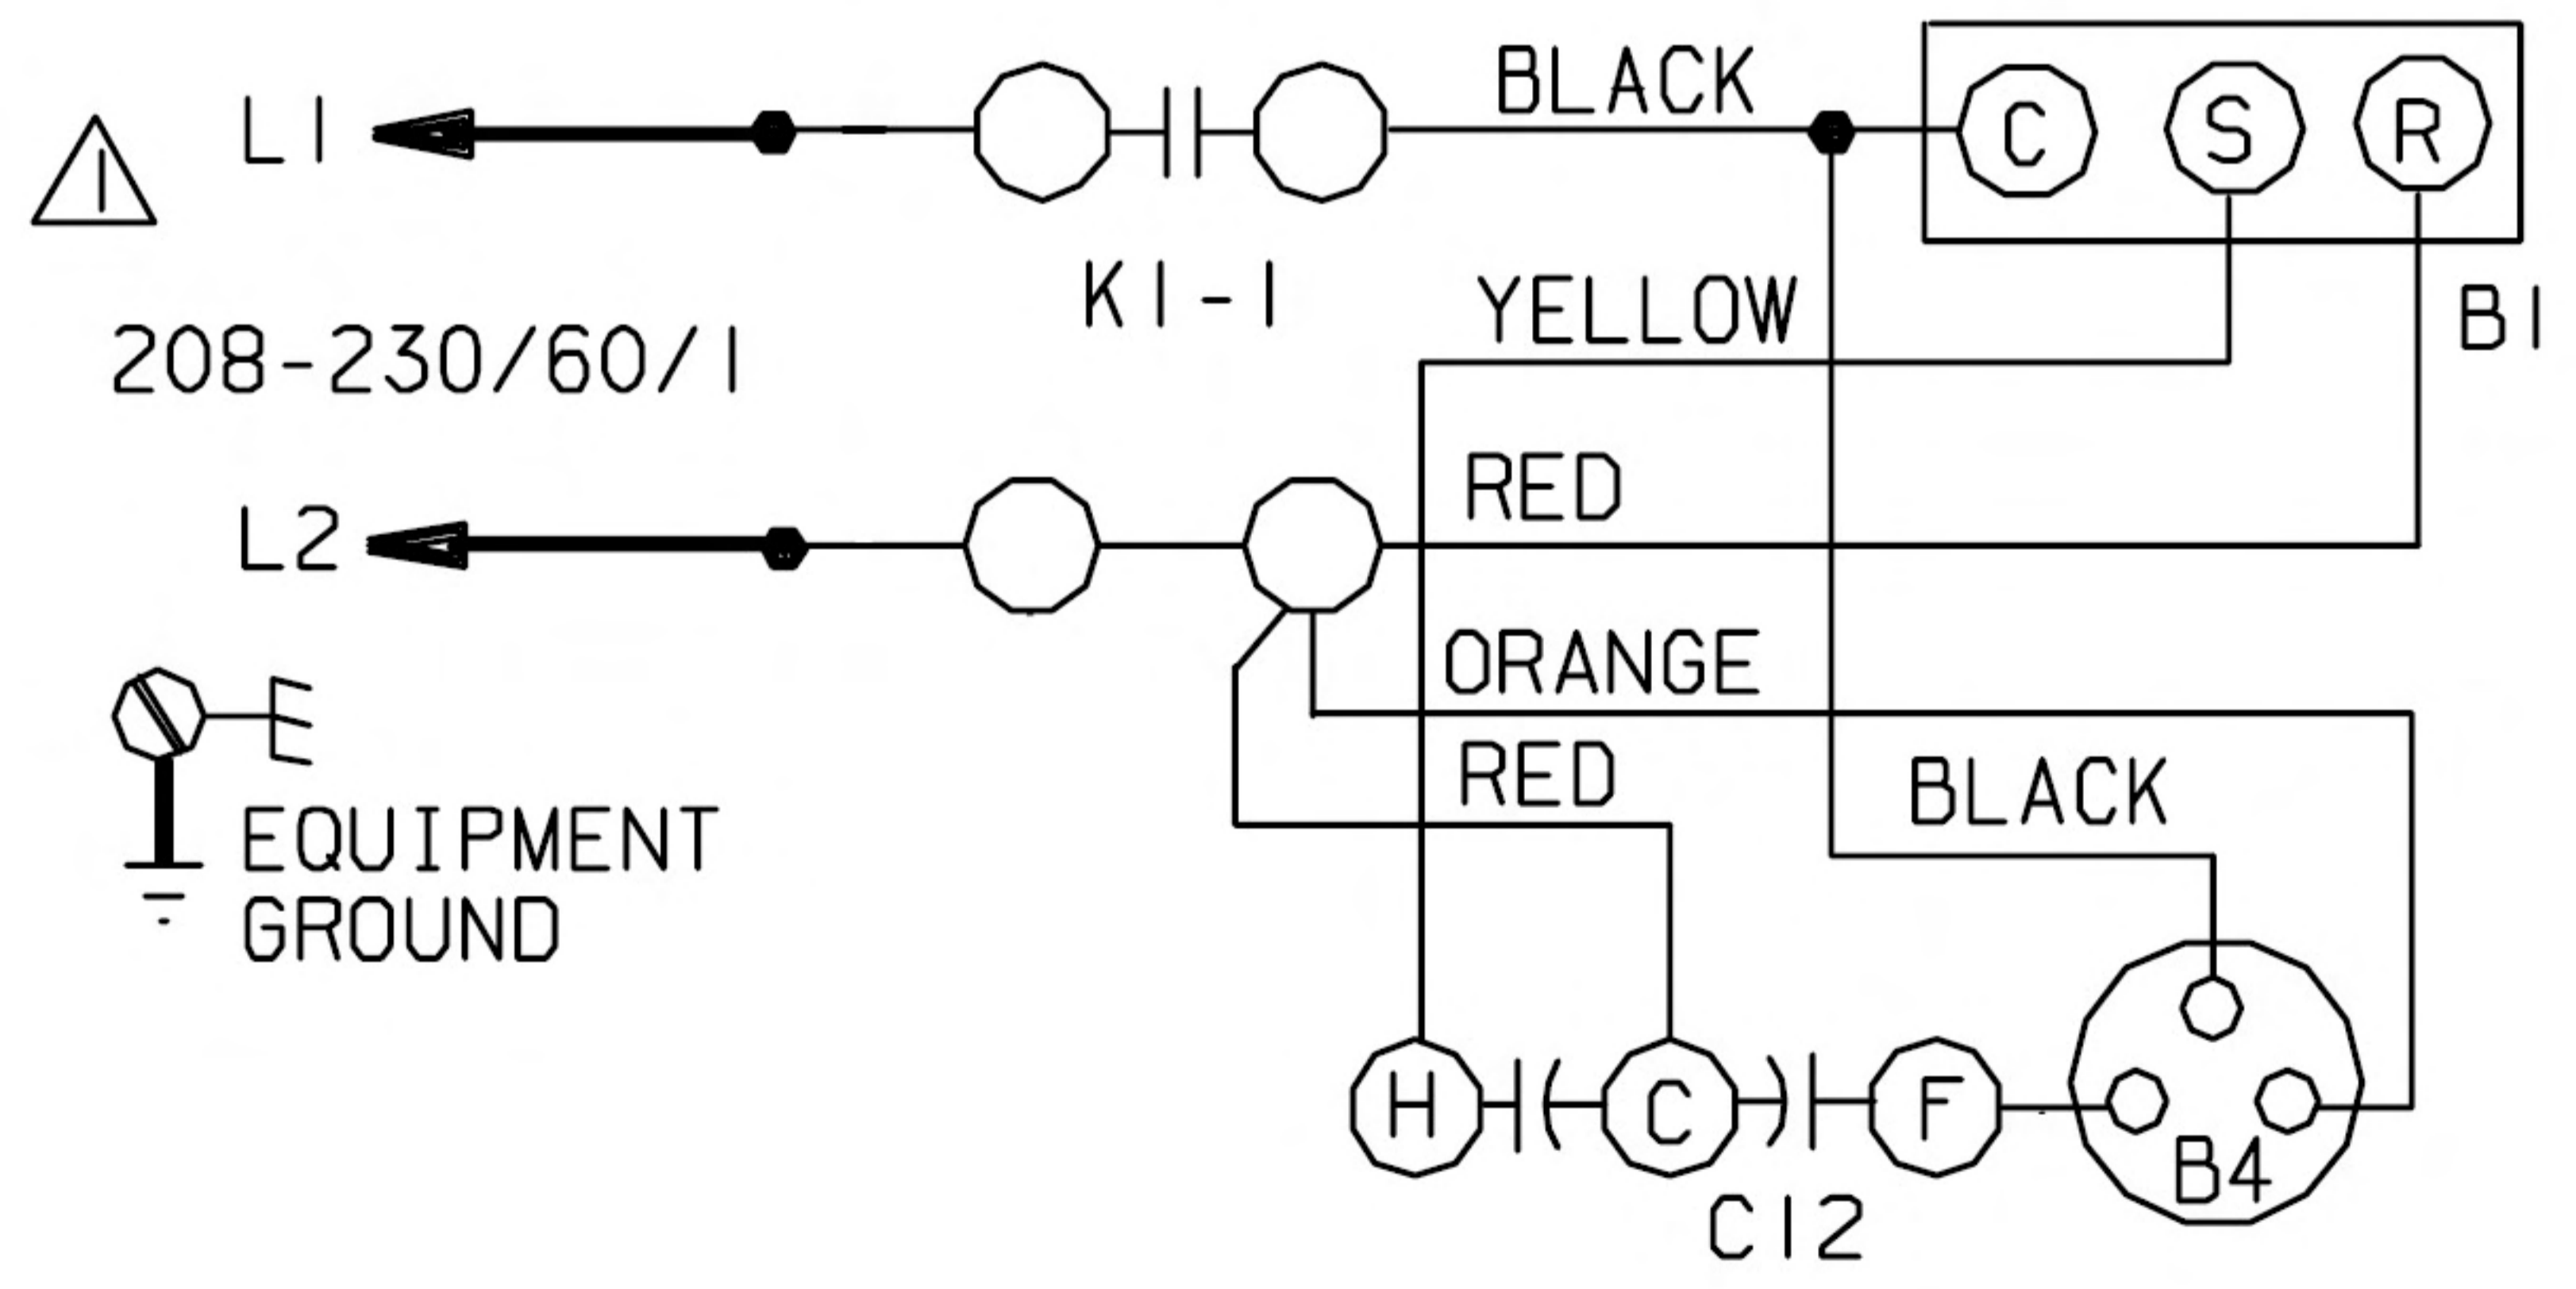 L1
BLACK
C S R
1
K1-1
YELLOW
B1
208-230/60/1
RED
L2
ORANGE
RED
BLACK
EQUIPMENT
GROUND
H C F
B4
C12